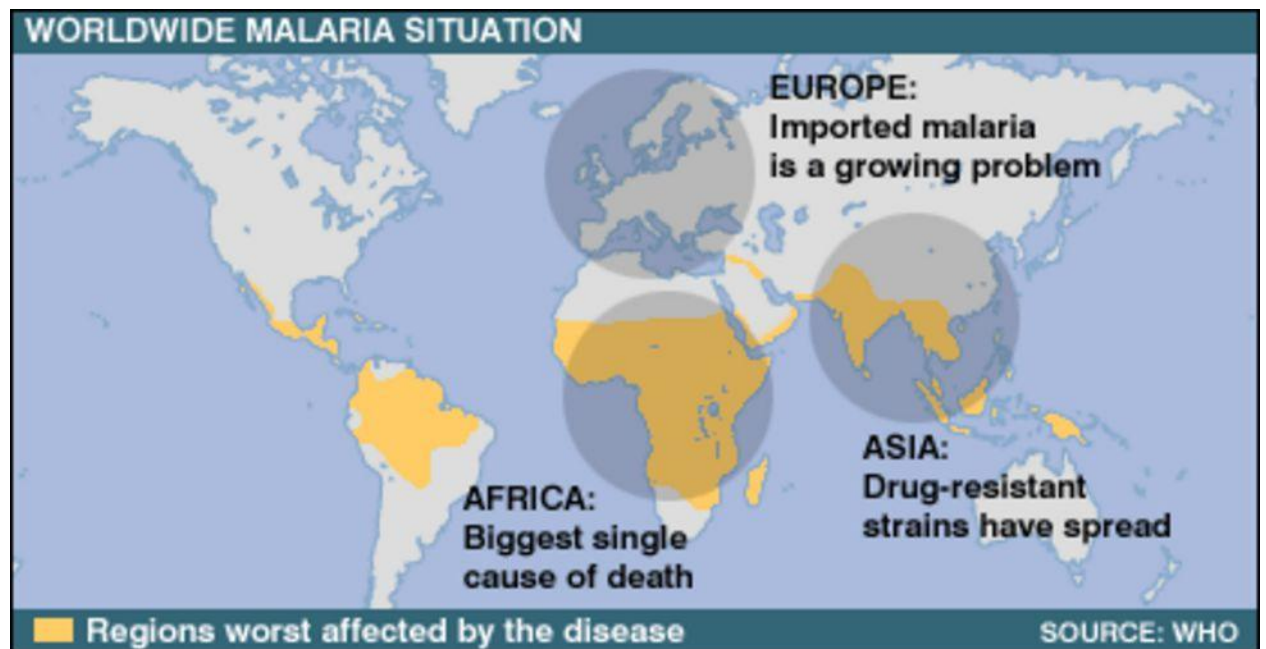 WORLDWIDE MALARIA SITUATION
EUROPE:
Imported malaria
is a growing problem
ASIA:
Drug-resistant
strains have spread
AFRICA:
Biggest single
cause of death
Regions worst affected by the disease
SOURCE: WHO